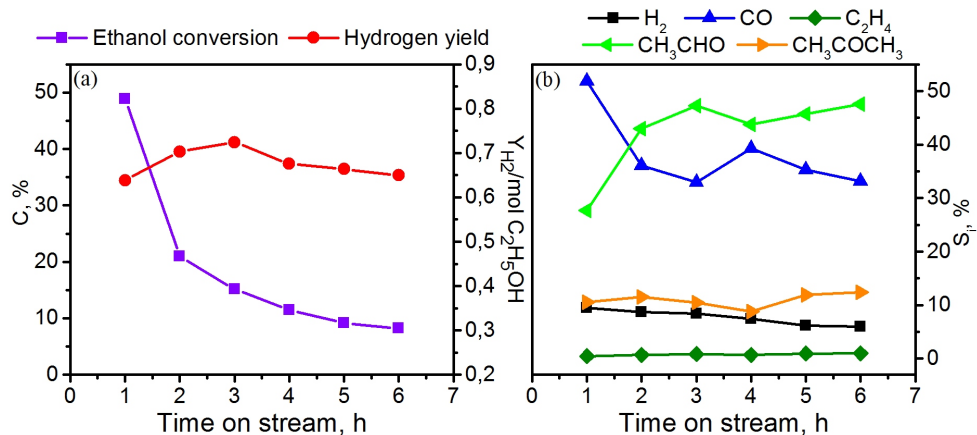 Ethanol conversion Hydrogen yield
(a)
C, %
50
40
30
20
10
0
0,9
0,8
0,7
0,6
0,5
0,4
0,3
0,2
Y_H2/mol C₂H₅OH
0 1 2 3 4 5 6 7
Time on stream, h
H₂ CO C₂H₄
CH₃CHO CH₃COCH₃
(b)
50
40
30
20
10
0
Sᵢ, %
0 1 2 3 4 5 6 7
Time on stream, h